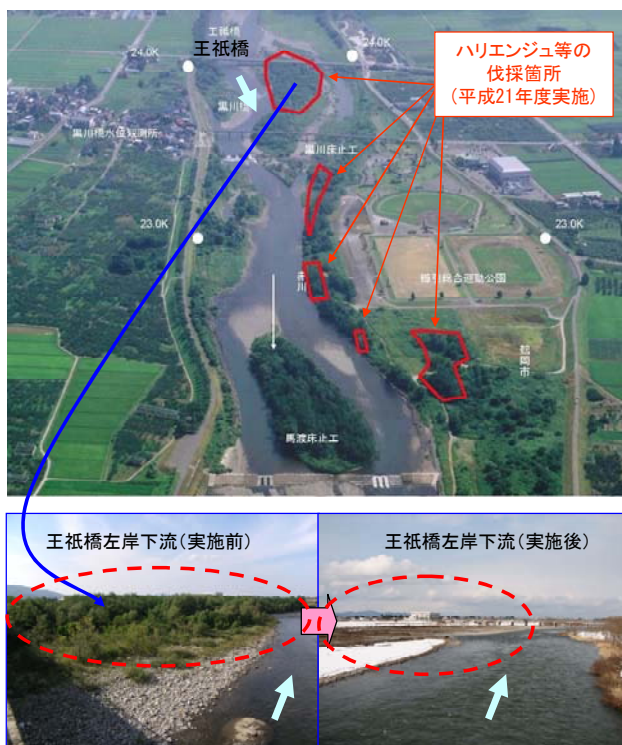 王祇橋
24.0K
王祇橋
24.0K
ハリエンジュ等の
伐採箇所
(平成21年度実施)
黒川橋
黒川橋水位観測所
黒川床止工
23.0K
23.0K
赤川
櫛引総合運動公園
鶴岡市
馬渡床止工
王祇橋左岸下流(実施前)
王祇橋左岸下流(実施後)